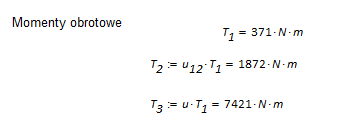 Momenty obrotowe
T₁ = 371·N·m
T₂ := u₁₂·T₁ = 1872·N·m
T₃ := u·T₁ = 7421·N·m